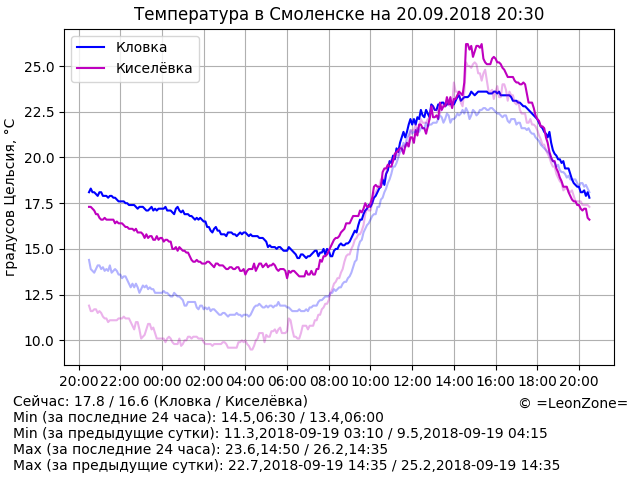 Температура в Смоленске на 20.09.2018 20:30
Кловка
Киселёвка
градусов Цельсия, °C
25.0
22.5
20.0
17.5
15.0
12.5
10.0
20:00 22:00 00:00 02:00 04:00 06:00 08:00 10:00 12:00 14:00 16:00 18:00 20:00
Сейчас: 17.8 / 16.6 (Кловка / Киселёвка)
© =LeonZone=
Min (за последние 24 часа): 14.5,06:30 / 13.4,06:00
Min (за предыдущие сутки): 11.3,2018-09-19 03:10 / 9.5,2018-09-19 04:15
Max (за последние 24 часа): 23.6,14:50 / 26.2,14:35
Max (за предыдущие сутки): 22.7,2018-09-19 14:35 / 25.2,2018-09-19 14:35